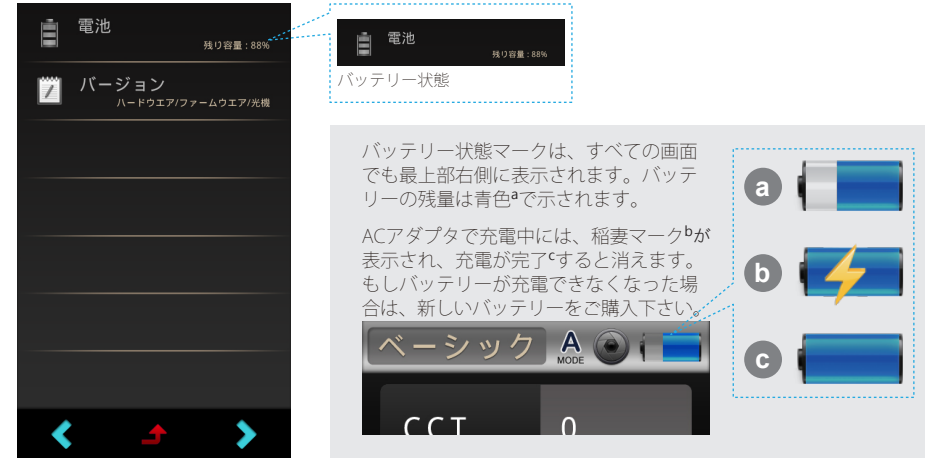 電池
残り容量 : 88%
バージョン
ハードウエア/ファームウエア/光機
電池
残り容量 : 88%
バッテリー状態
バッテリー状態マークは、すべての画面
でも最上部右側に表示されます。バッテ
リーの残量は青色aで示されます。
ACアダプタで充電中には、稲妻マークbが
表示され、充電が完了cすると消えます。
もしバッテリーが充電できなくなった場
合は、新しいバッテリーをご購入下さい。
ベーシック A MODE
CCT 0
a
b
c